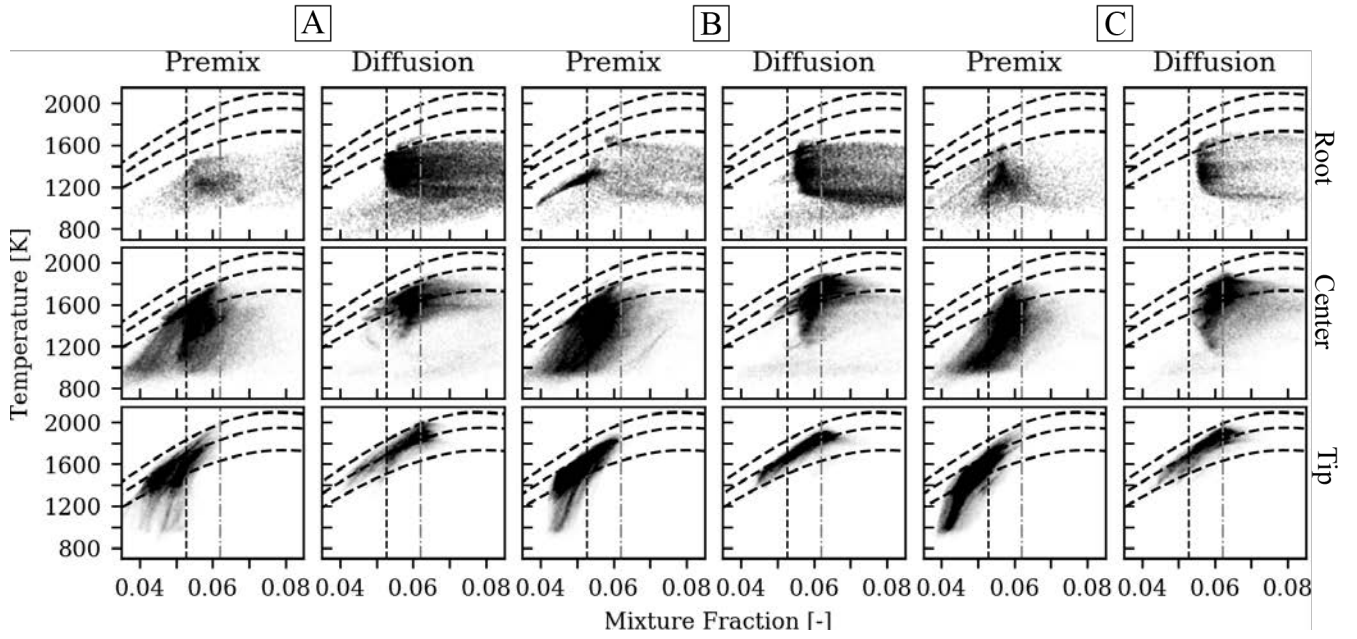 A B C
Premix Diffusion Premix Diffusion Premix Diffusion
2000
1600
1200
800
Root
2000
1600
1200
800
Center
2000
1600
1200
800
Tip
Temperature [K]
0.04 0.06 0.08 0.04 0.06 0.08 0.04 0.06 0.08 0.04 0.06 0.08 0.04 0.06 0.08 0.04 0.06 0.08
Mixture Fraction [-]